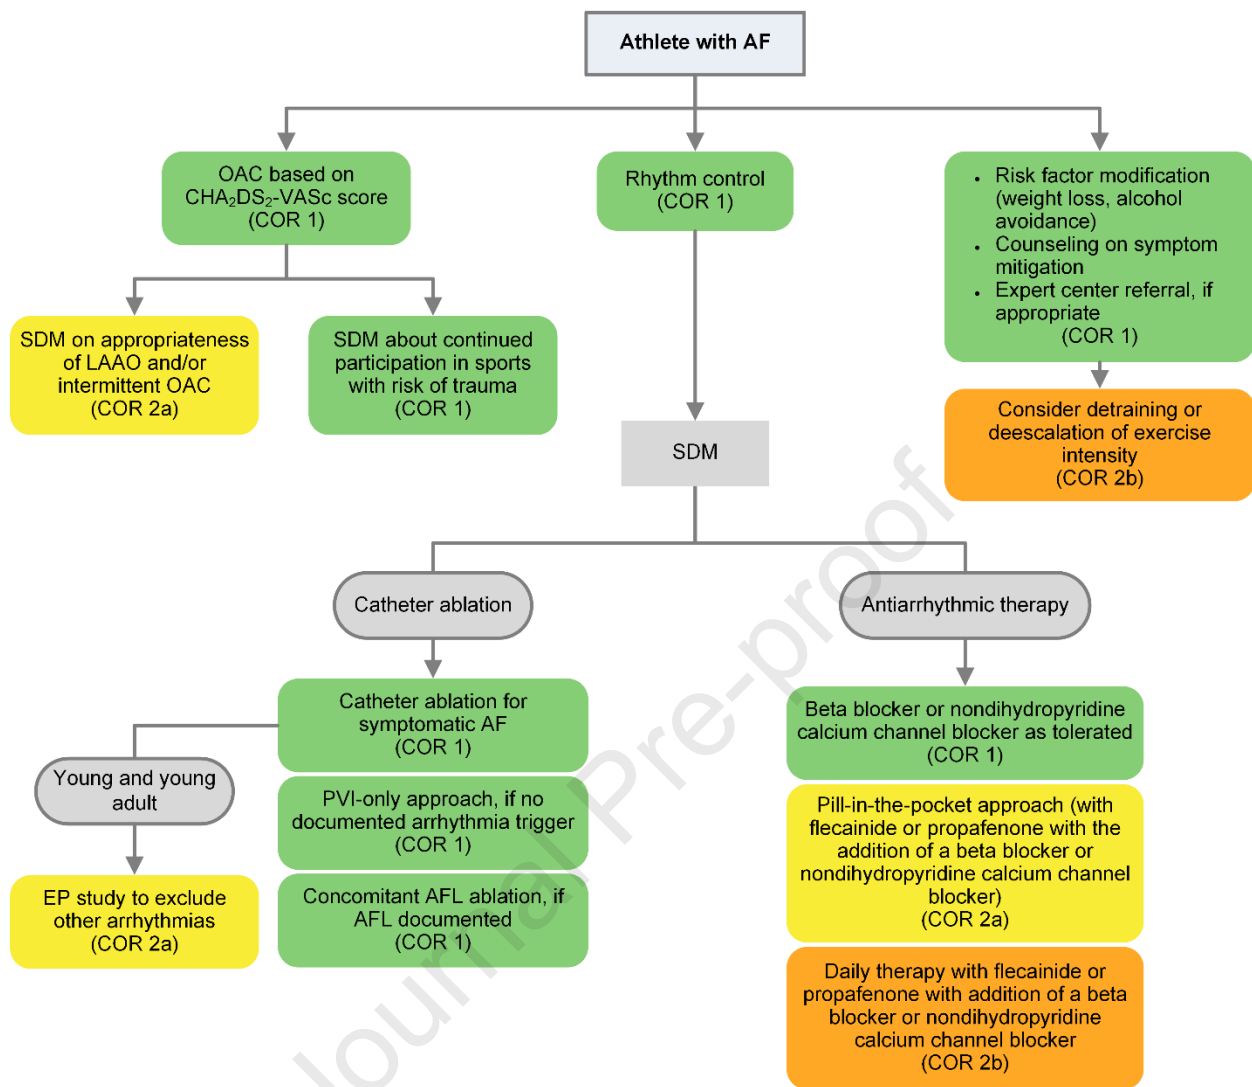 Athlete with AF
OAC based on
CHA₂DS₂-VASc score
(COR 1)
Rhythm control
(COR 1)
• Risk factor modification
(weight loss, alcohol
avoidance)
• Counseling on symptom
mitigation
• Expert center referral, if
appropriate
(COR 1)
SDM on appropriateness
of LAAO and/or
intermittent OAC
(COR 2a)
SDM about continued
participation in sports
with risk of trauma
(COR 1)
Consider detraining or
deescalation of exercise
intensity
(COR 2b)
SDM
Catheter ablation
Antiarrhythmic therapy
Catheter ablation for
symptomatic AF
(COR 1)
Young and young
adult
PVI-only approach, if no
documented arrhythmia trigger
(COR 1)
EP study to exclude
other arrhythmias
(COR 2a)
Concomitant AFL ablation, if
AFL documented
(COR 1)
Beta blocker or nondihydropyridine
calcium channel blocker as tolerated
(COR 1)
Pill-in-the-pocket approach (with
flecainide or propafenone with the
addition of a beta blocker or
nondihydropyridine calcium channel
blocker)
(COR 2a)
Daily therapy with flecainide or
propafenone with addition of a beta
blocker or nondihydropyridine
calcium channel blocker
(COR 2b)
Journal Pre-proof